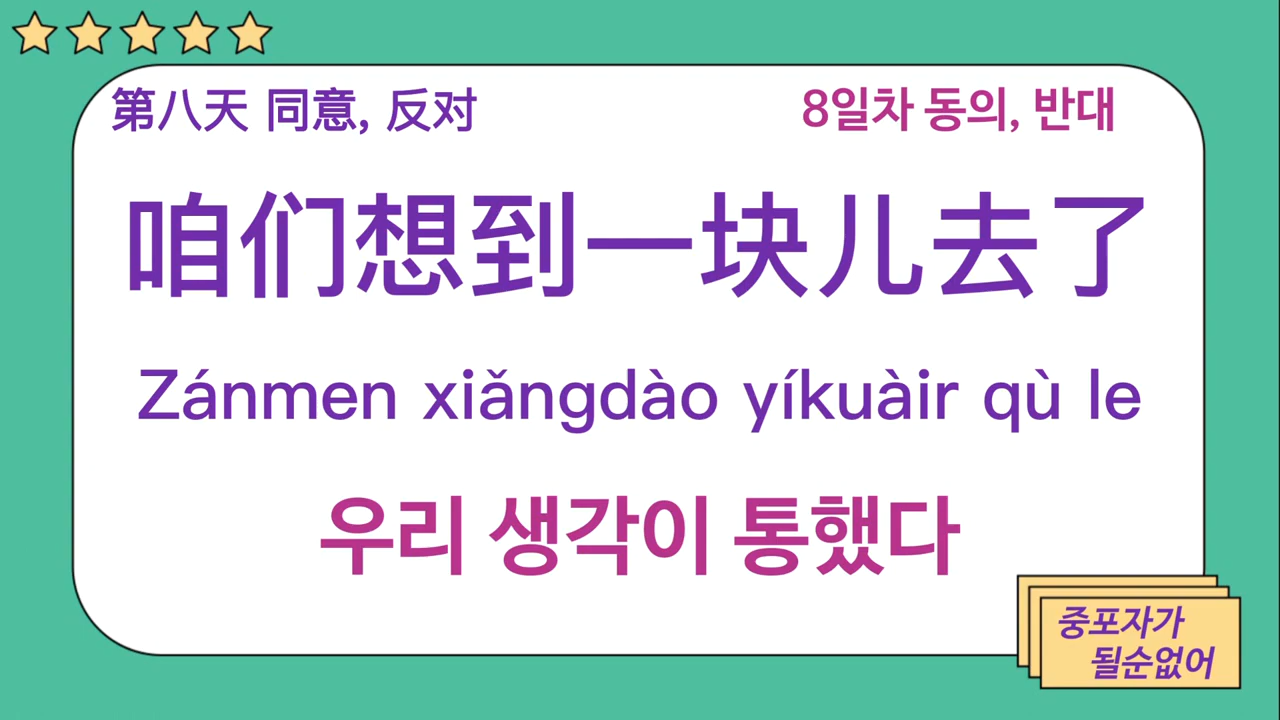 第八天 同意, 反对
8일차 동의, 반대
咱们想到一块儿去了
Zánmen xiǎngdào yíkuàir qù le
우리 생각이 통했다
중포자가
될순없어